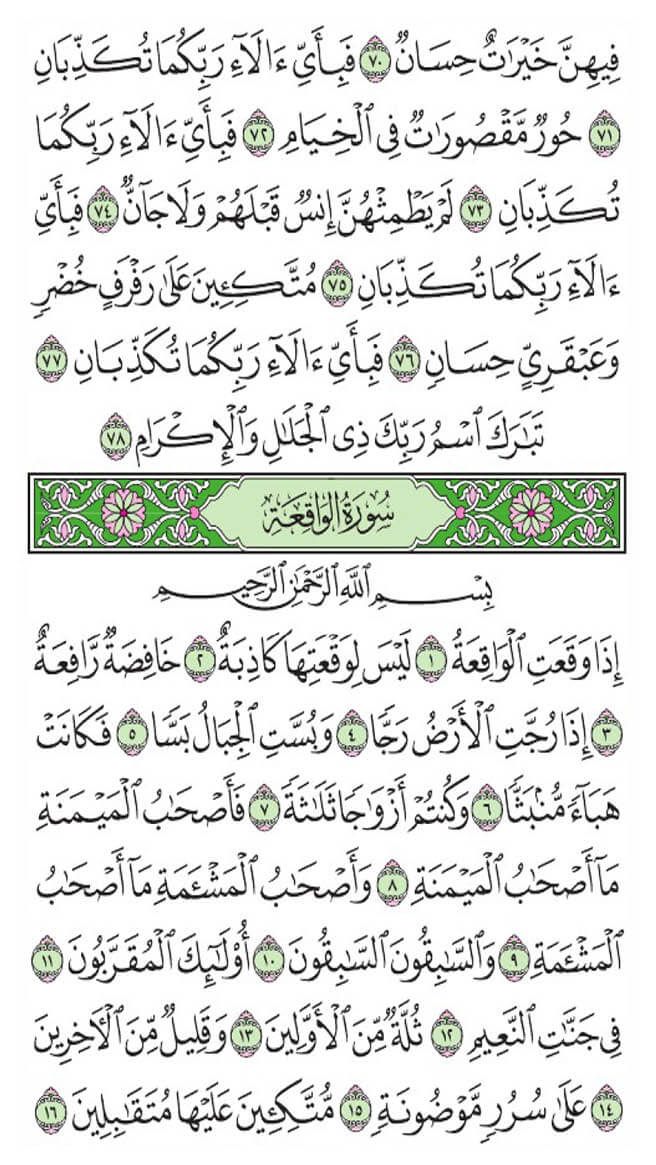 فِيهِنَّ خَيْرَٰتٌ حِسَانٌ ٧٠ فَبِأَيِّ ءَالَآءِ رَبِّكُمَا تُكَذِّبَانِ
٧١ حُورٌ مَّقْصُورَٰتٌ فِي ٱلْخِيَامِ ٧٢ فَبِأَيِّ ءَالَآءِ رَبِّكُمَا
تُكَذِّبَانِ ٧٣ لَمْ يَطْمِثْهُنَّ إِنسٌ قَبْلَهُمْ وَلَا جَآنٌّ ٧٤ فَبِأَيِّ
ءَالَآءِ رَبِّكُمَا تُكَذِّبَانِ ٧٥ مُتَّكِـِٔينَ عَلَىٰ رَفْرَفٍ خُضْرٍ
وَعَبْقَرِيٍّ حِسَانٍ ٧٦ فَبِأَيِّ ءَالَآءِ رَبِّكُمَا تُكَذِّبَانِ ٧٧
تَبَٰرَكَ ٱسْمُ رَبِّكَ ذِي ٱلْجَلَٰلِ وَٱلْإِكْرَامِ ٧٨
سُورَةُ الوَاقِعَةِ
بِسْمِ ٱللَّهِ ٱلرَّحْمَٰنِ ٱلرَّحِيمِ
إِذَا وَقَعَتِ ٱلْوَاقِعَةُ ١ لَيْسَ لِوَقْعَتِهَا كَاذِبَةٌ ٢ خَافِضَةٌ رَّافِعَةٌ
٣ إِذَا رُجَّتِ ٱلْأَرْضُ رَجًّا ٤ وَبُسَّتِ ٱلْجِبَالُ بَسًّا ٥ فَكَانَتْ
هَبَآءً مُّنۢبَثًّا ٦ وَكُنتُمْ أَزْوَٰجًا ثَلَٰثَةً ٧ فَأَصْحَٰبُ ٱلْمَيْمَنَةِ
مَآ أَصْحَٰبُ ٱلْمَيْمَنَةِ ٨ وَأَصْحَٰبُ ٱلْمَشْـَٔمَةِ مَآ أَصْحَٰبُ
ٱلْمَشْـَٔمَةِ ٩ وَٱلسَّٰبِقُونَ ٱلسَّٰبِقُونَ ١٠ أُو۟لَٰٓئِكَ ٱلْمُقَرَّبُونَ ١١
فِي جَنَّٰتِ ٱلنَّعِيمِ ١٢ ثُلَّةٌ مِّنَ ٱلْأَوَّلِينَ ١٣ وَقَلِيلٌ مِّنَ ٱلْأٓخِرِينَ
١٤ عَلَىٰ سُرُرٍ مَّوْضُونَةٍ ١٥ مُّتَّكِـِٔينَ عَلَيْهَا مُتَقَٰبِلِينَ ١٦